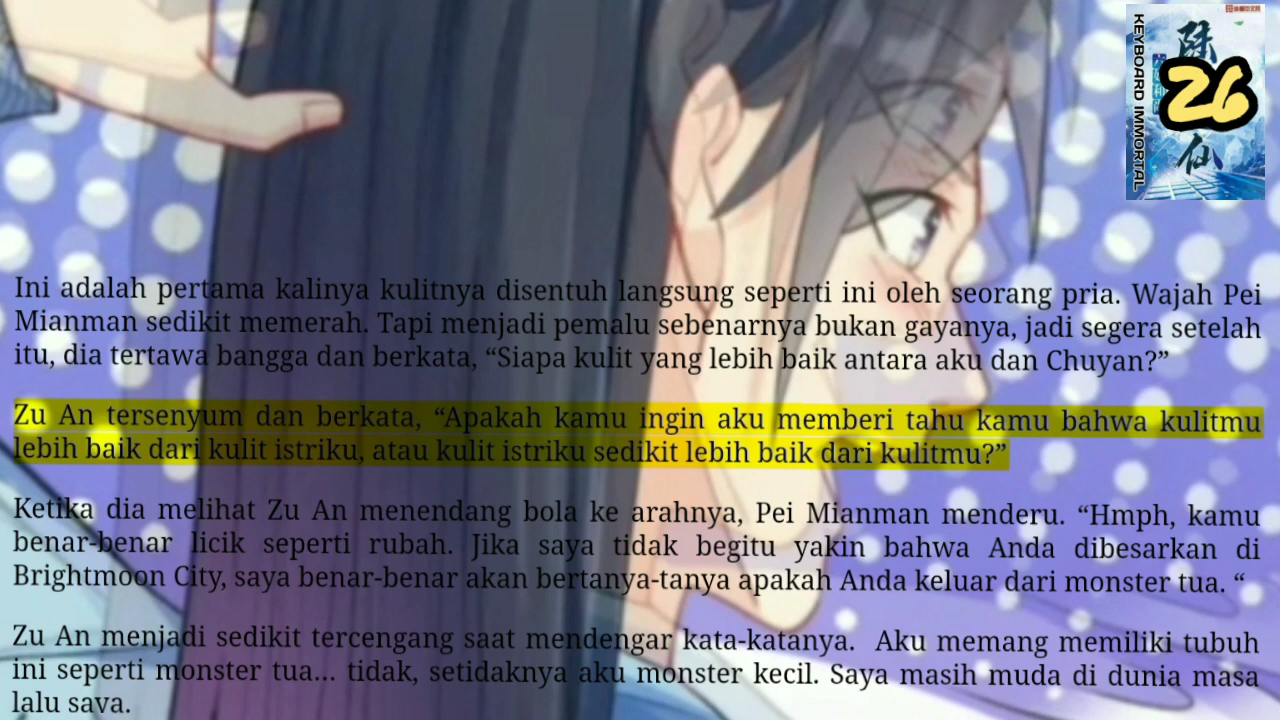 KEYBOARD IMMORTAL
陆
26
仙
Ini adalah pertama kalinya kulitnya disentuh langsung seperti ini oleh seorang pria. Wajah Pei
Mianman sedikit memerah. Tapi menjadi pemalu sebenarnya bukan gayanya, jadi segera setelah
itu, dia tertawa bangga dan berkata, “Siapa kulit yang lebih baik antara aku dan Chuyan?”
Zu An tersenyum dan berkata, “Apakah kamu ingin aku memberi tahu kamu bahwa kulitmu
lebih baik dari kulit istriku, atau kulit istriku sedikit lebih baik dari kulitmu?”
Ketika dia melihat Zu An menendang bola ke arahnya, Pei Mianman menderu. “Hmph, kamu
benar-benar licik seperti rubah. Jika saya tidak begitu yakin bahwa Anda dibesarkan di
Brightmoon City, saya benar-benar akan bertanya-tanya apakah Anda keluar dari monster tua. “
Zu An menjadi sedikit tercengang saat mendengar kata-katanya. Aku memang memiliki tubuh
ini seperti monster tua... tidak, setidaknya aku monster kecil. Saya masih muda di dunia masa
lalu saya.